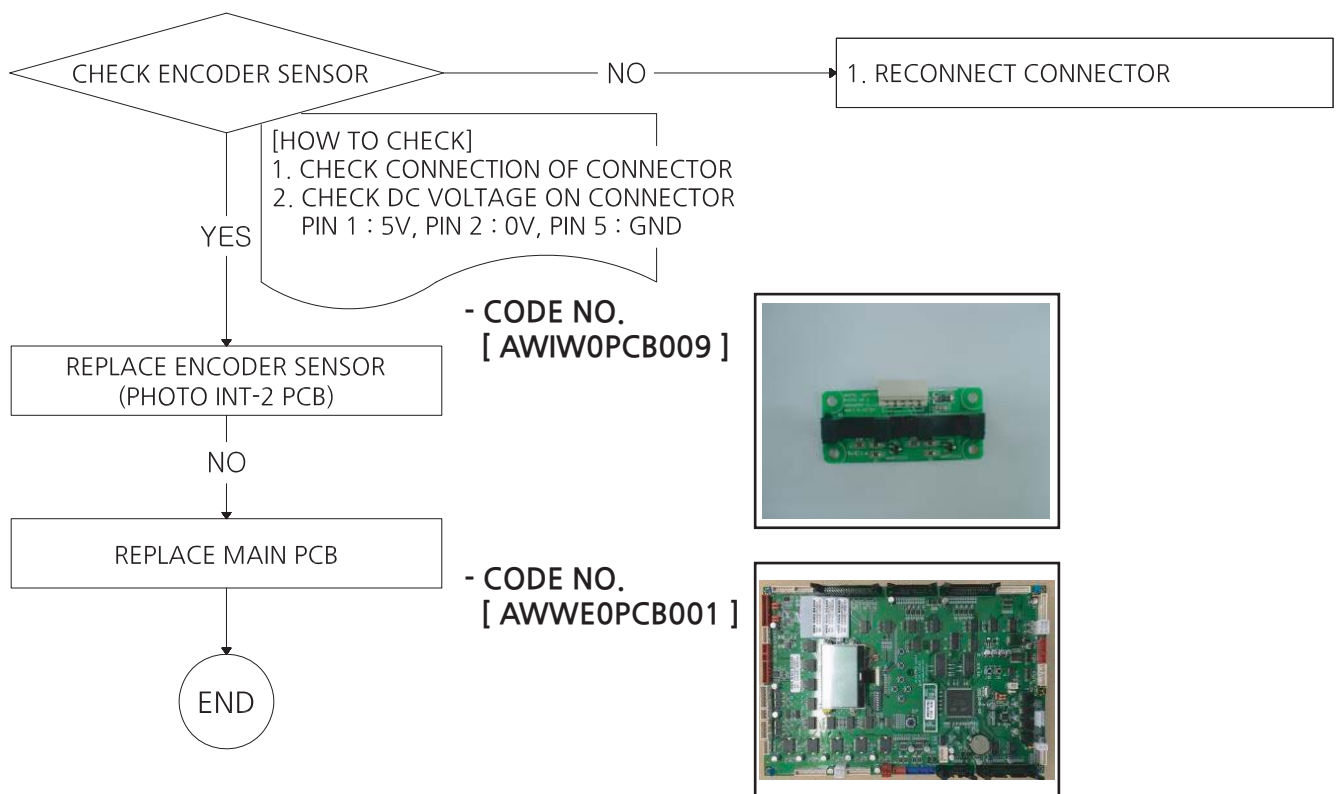 CHECK ENCODER SENSOR
NO
1. RECONNECT CONNECTOR
[HOW TO CHECK]
1. CHECK CONNECTION OF CONNECTOR
2. CHECK DC VOLTAGE ON CONNECTOR
PIN 1 : 5V, PIN 2 : 0V, PIN 5 : GND
YES
- CODE NO.
[ AWIW0PCB009 ]
REPLACE ENCODER SENSOR
(PHOTO INT-2 PCB)
NO
REPLACE MAIN PCB
- CODE NO.
[ AWWE0PCB001 ]
END